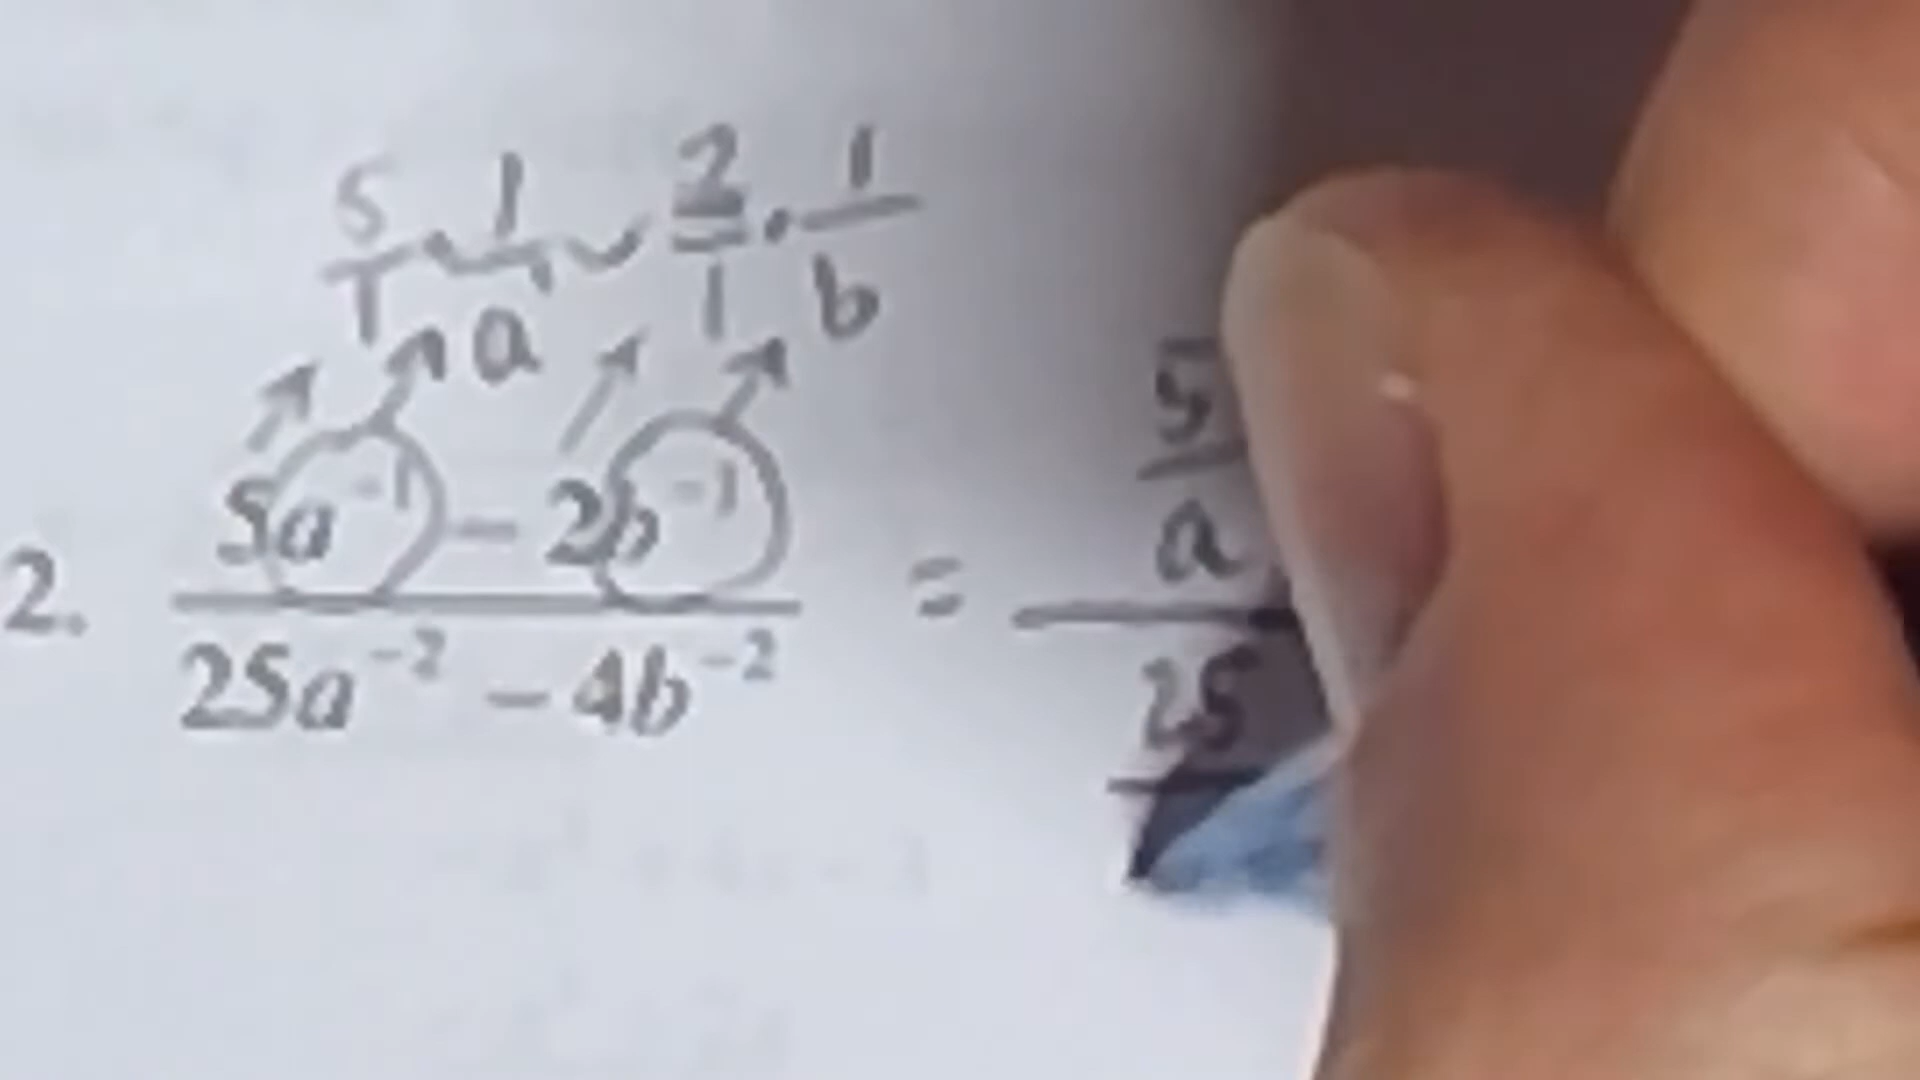 5/1 · 1/a - 2/1 · 1/b
2. (5a⁻¹ - 2b⁻¹)/(25a⁻² - 4b⁻²) = (5/a)/(25/